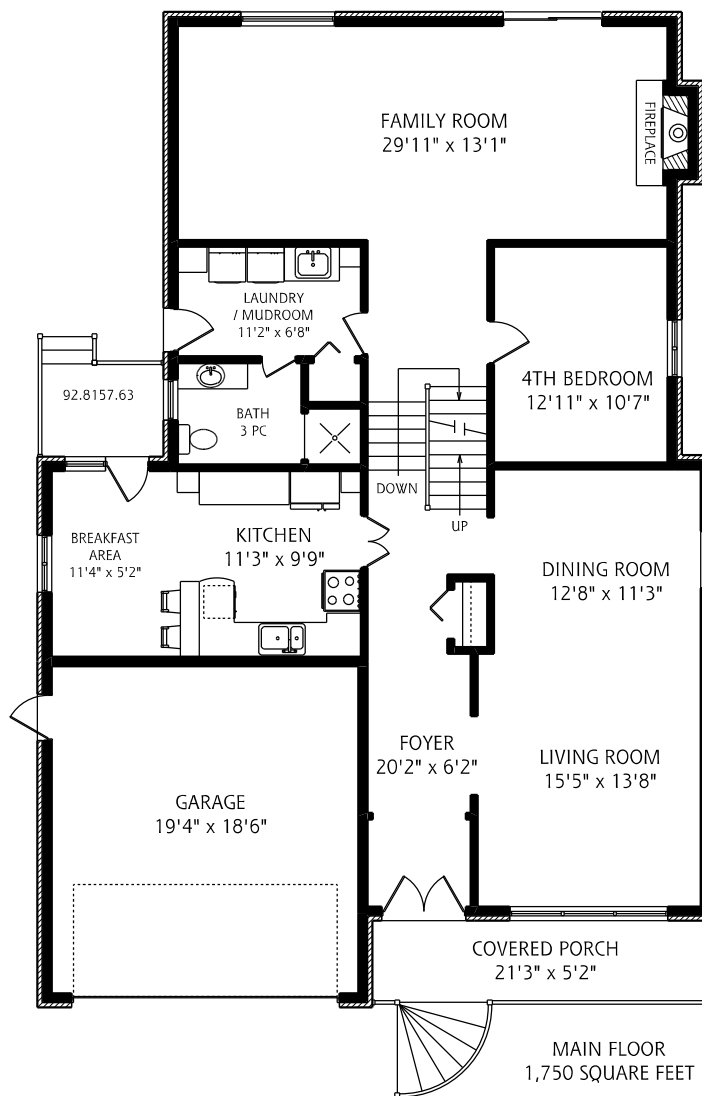 FAMILY ROOM
29'11" x 13'1"
FIREPLACE
LAUNDRY
/ MUDROOM
11'2" x 6'8"
4TH BEDROOM
12'11" x 10'7"
92.8157.63
BATH
3 PC
DOWN
UP
BREAKFAST
AREA
11'4" x 5'2"
KITCHEN
11'3" x 9'9"
DINING ROOM
12'8" x 11'3"
FOYER
20'2" x 6'2"
LIVING ROOM
15'5" x 13'8"
GARAGE
19'4" x 18'6"
COVERED PORCH
21'3" x 5'2"
MAIN FLOOR
1,750 SQUARE FEET